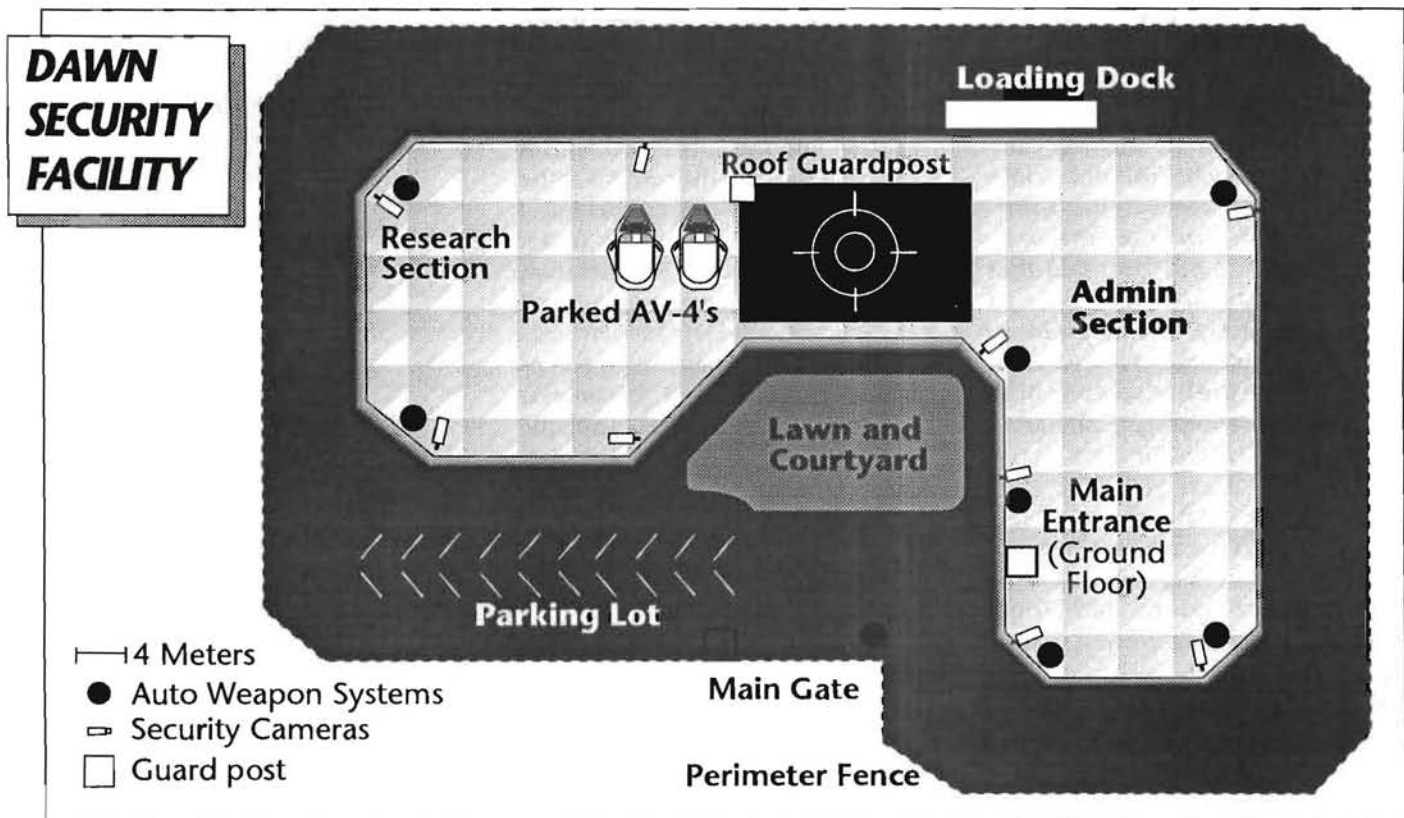 DAWN
SECURITY
FACILITY
Loading Dock
Roof Guardpost
Research
Section
Parked AV-4's
Admin
Section
Lawn and
Courtyard
Main
Entrance
(Ground
Floor)
Parking Lot
4 Meters
Auto Weapon Systems
Security Cameras
Guard post
Main Gate
Perimeter Fence